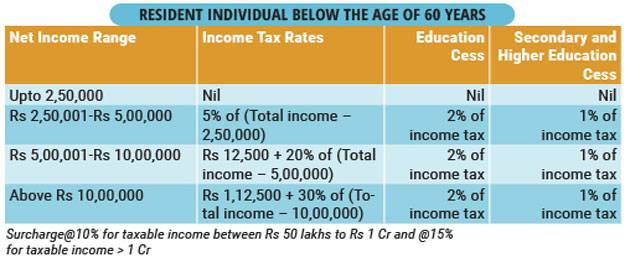 RESIDENT INDIVIDUAL BELOW THE AGE OF 60 YEARS
Net Income Range
Income Tax Rates
Education
Cess
Secondary and
Higher Education
Cess
Upto 2,50,000
Nil
Nil
Nil
Rs 2,50,001-Rs 5,00,000
5% of (Total income –
2,50,000)
2% of
income tax
1% of
income tax
Rs 5,00,001-Rs 10,00,000
Rs 12,500 + 20% of (Total
income – 5,00,000)
2% of
income tax
1% of
income tax
Above Rs 10,00,000
Rs 1,12,500 + 30% of (To-
tal income – 10,00,000)
2% of
income tax
1% of
income tax
Surcharge@10% for taxable income between Rs 50 lakhs to Rs 1 Cr and @15%
for taxable income > 1 Cr